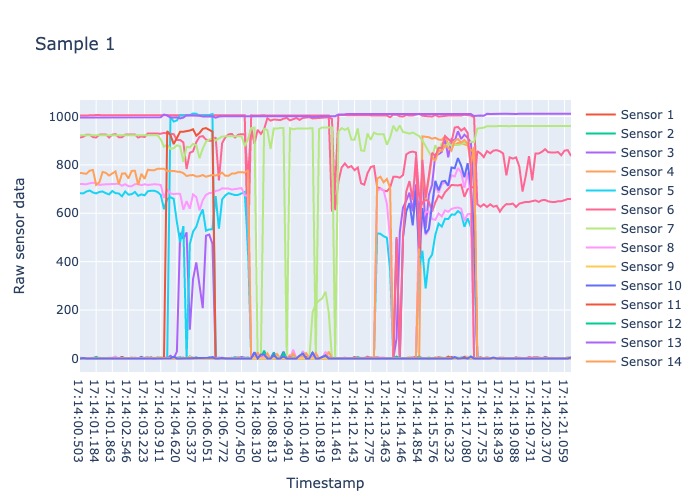 Sample 1
1000
800
600
400
200
0
Raw sensor data
17:14:00.503
17:14:01.184
17:14:01.863
17:14:02.546
17:14:03.223
17:14:03.911
17:14:04.620
17:14:05.337
17:14:06.051
17:14:06.772
17:14:07.450
17:14:08.130
17:14:08.813
17:14:09.491
17:14:10.140
17:14:10.819
17:14:11.461
17:14:12.143
17:14:12.775
17:14:13.463
17:14:14.146
17:14:14.854
17:14:15.576
17:14:16.323
17:14:17.080
17:14:17.753
17:14:18.439
17:14:19.088
17:14:19.731
17:14:20.370
17:14:21.059
Timestamp
Sensor 1
Sensor 2
Sensor 3
Sensor 4
Sensor 5
Sensor 6
Sensor 7
Sensor 8
Sensor 9
Sensor 10
Sensor 11
Sensor 12
Sensor 13
Sensor 14